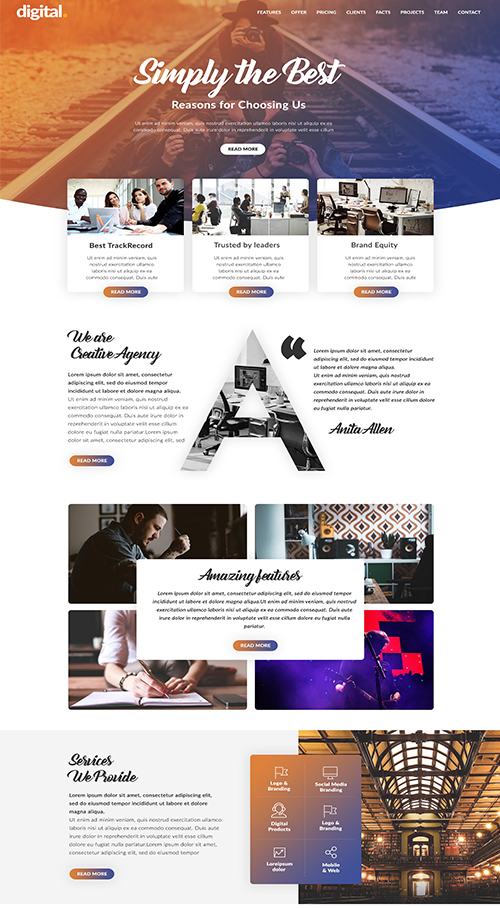 digital.
FEATURES OFFER PRICING CLIENTS FACTS PROJECTS TEAM CONTACT
Simply the Best
Reasons for Choosing Us
Ut enim ad minim veniam, quis nostrud exercitation ullamco laboris nisi ut aliquip ex ea
commodo consequat. Duis aute irure dolor in reprehenderit in voluptate velit esse cillum
READ MORE
Best TrackRecord
Ut enim ad minim veniam, quis
nostrud exercitation ullamco
laboris nisi ut aliquip ex ea
commodo consequat. Duis aute
READ MORE
Trusted by leaders
Ut enim ad minim veniam, quis
nostrud exercitation ullamco
laboris nisi ut aliquip ex ea
commodo consequat. Duis aute
READ MORE
Brand Equity
Ut enim ad minim veniam, quis
nostrud exercitation ullamco
laboris nisi ut aliquip ex ea
commodo consequat. Duis aute
READ MORE
We are
Creative Agency
Lorem ipsum dolor sit amet, consectetur
adipiscing elit, sed do eiusmod tempor
incididunt ut labore et dolore magna aliqua.
Ut enim ad minim veniam, quis nostrud
exercitation ullamco laboris nisi ut aliquip ex ea
commodo consequat. Duis aute irure dolor in
reprehenderit in voluptate velit esse cillum
dolore eu fugiat nulla pariatur. Lorem ipsum
dolor sit amet, consectetur adipiscing elit, sed
READ MORE
A
“
Lorem ipsum dolor sit amet, consectetur
adipiscing elit, sed do eiusmod tempor
incididunt ut labore et dolore magna aliqua.
Ut enim ad minim veniam, quis nostrud
exercitation ullamco laboris nisi ut aliquip ex ea
commodo consequat. Duis aute irure dolor in
reprehenderit in voluptate velit esse cillum dolore eu
fugiat nulla pariatur.
Anita Allen
Amazing features
Lorem ipsum dolor sit amet, consectetur adipiscing elit, sed do eiusmod tempor
incididunt ut labore et dolore magna aliqua.Ut enim ad minim veniam, quis nostrud
exercitation ullamco laboris nisi ut aliquip ex ea commodo consequat. Duis aute
irure dolor in reprehenderit in voluptate velit esse cillum dolore eu fugiat nulla
pariatur.
READ MORE
Services
We Provide
Lorem ipsum dolor sit amet, consectetur adipiscing elit,
sed do eiusmod tempor incididunt ut labore et dolore
magna aliqua.
Ut enim ad minim veniam, quis nostrud exercitation
ullamco laboris nisi ut aliquip ex ea commodo
consequat. Duis aute irure dolor in reprehenderit in
voluptate velit esse cillum dolore eu fugiat nulla
pariatur. Lorem ipsum dolor sit amet, consectetur
adipiscing elit, sed do eiusmod tempor
READ MORE
Logo &
Branding
Social Media
Branding
Digital
Products
Logo &
Branding
Loreipsum
dolor
Mobile
& Web